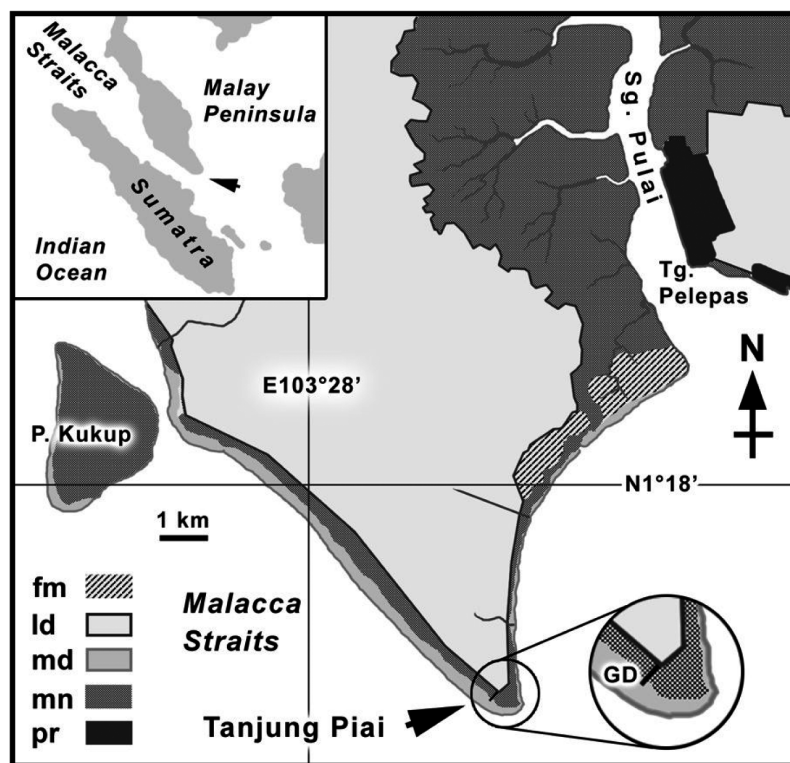 Malacca
Straits
Malay
Peninsula
Sumatra
Indian
Ocean
Sg. Pulai
Tg.
Pelepas
N
E103°28’
P. Kukup
N1°18’
1 km
fm
ld
md
mn
pr
Malacca
Straits
GD
Tanjung Piai